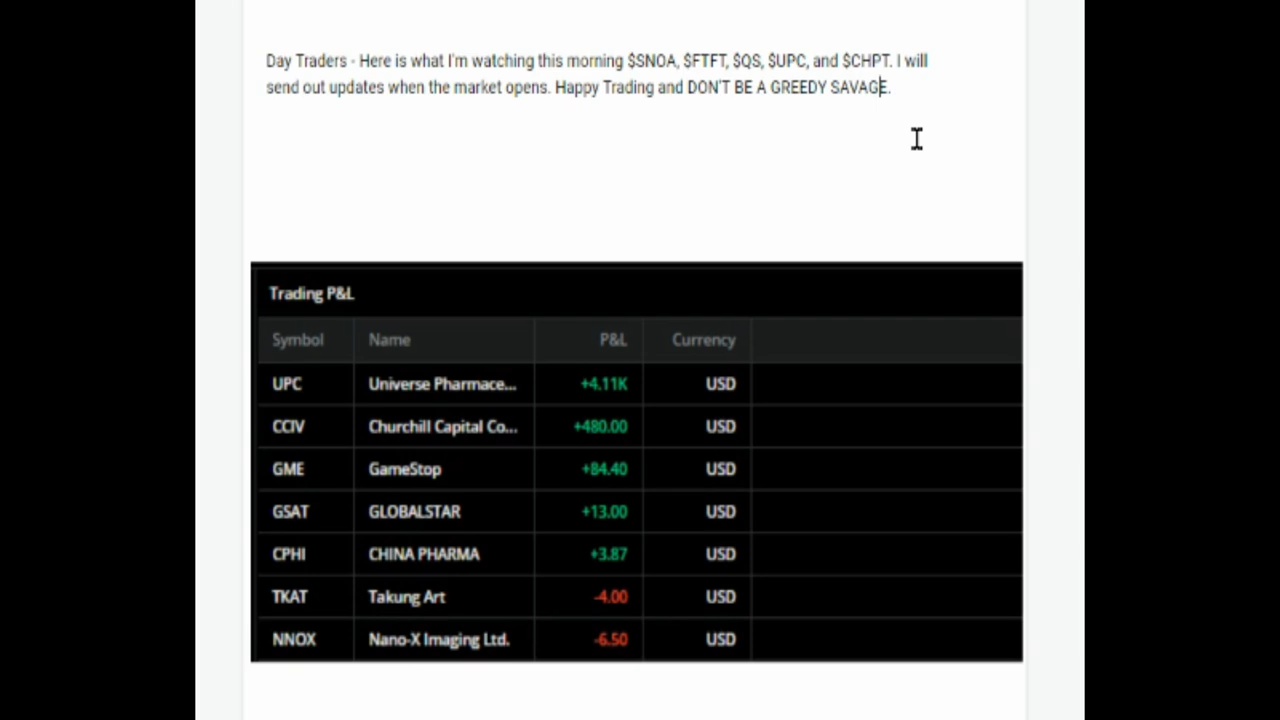 Day Traders - Here is what I'm watching this morning $SNOA, $FTFT, $QS, $UPC, and $CHPT. I will
send out updates when the market opens. Happy Trading and DON'T BE A GREEDY SAVAGE.
Trading P&L
Symbol Name P&L Currency
UPC Universe Pharmace... +4.11K USD
CCIV Churchill Capital Co... +480.00 USD
GME GameStop +84.40 USD
GSAT GLOBALSTAR +13.00 USD
CPHI CHINA PHARMA +3.87 USD
TKAT Takung Art -4.00 USD
NNOX Nano-X Imaging Ltd. -6.50 USD